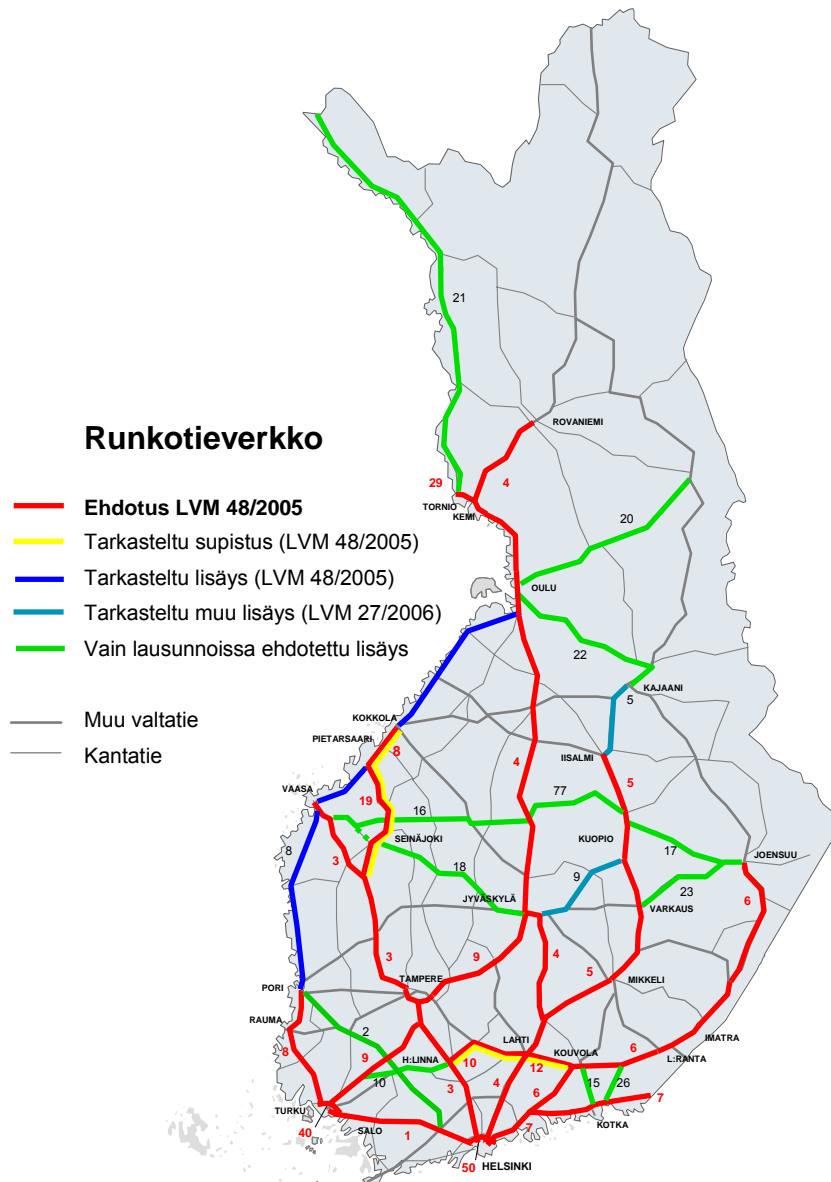 21
Runkotieverkko
ROVANIEMI
29
4
Ehdotus LVM 48/2005
TORNIO
KEMI
20
Tarkasteltu supistus (LVM 48/2005)
Tarkasteltu lisäys (LVM 48/2005)
OULU
Tarkasteltu muu lisäys (LVM 27/2006)
Vain lausunnoissa ehdotettu lisäys
22
KAJAANI
5
Muu valtatie
KOKKOLA
PIETARSAARI
8
Kantatie
4
IISALMI
5
VAASA
19
16
77
SEINÄJOKI
KUOPIO
8
3
18
9
17
JOENSUU
23
JYVÄSKYLÄ
VARKAUS
6
3
9
4
5
TAMPERE
MIKKELI
PORI
RAUMA
2
IMATRA
8
9
H:LINNA
LAHTI
KOUVOLA
6
L:RANTA
10
12
10
3
4
6
15
26
7
TURKU
40
SALO
1
7
KOTKA
50
HELSINKI